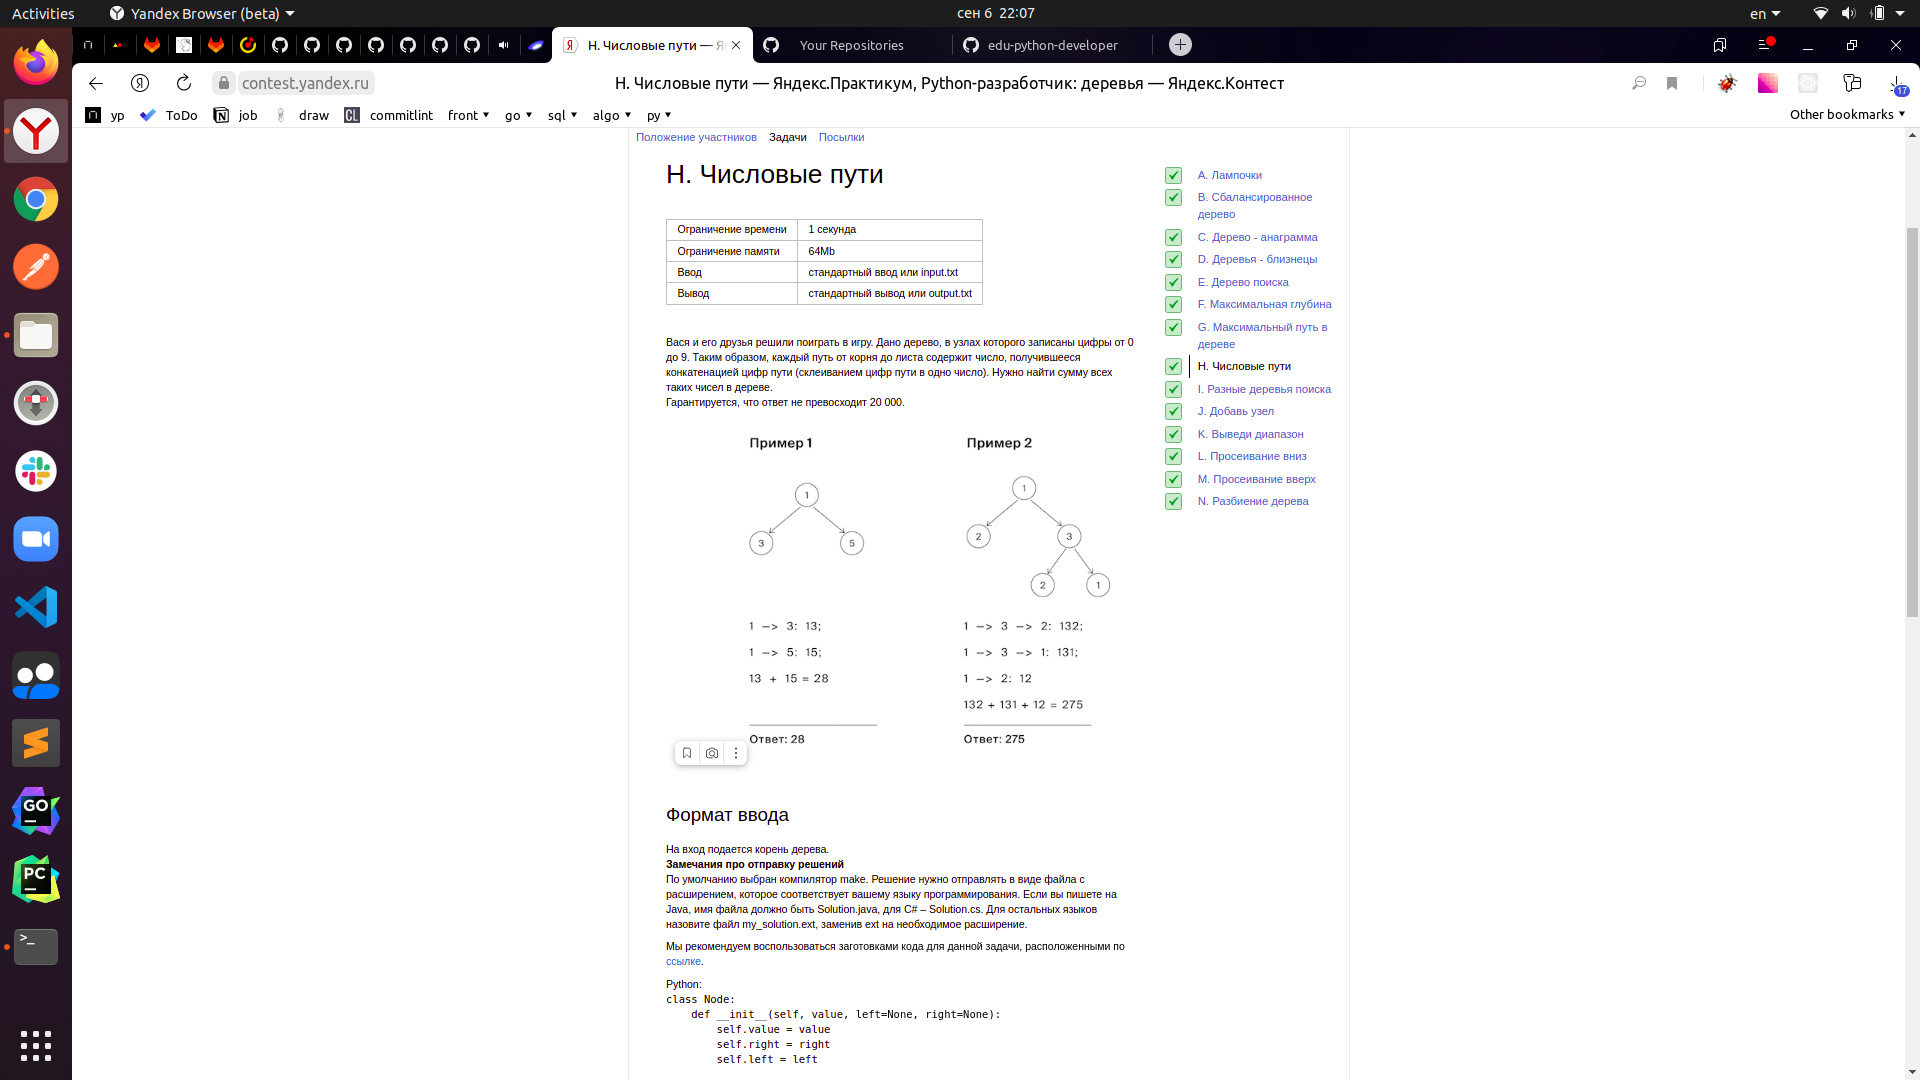 Activities
Yandex Browser (beta)
сен 6 22:07
en
H. Числовые пути — Я
Your Repositories
edu-python-developer
contest.yandex.ru
H. Числовые пути — Яндекс.Практикум, Python-разработчик: деревья — Яндекс.Контест
17
yp
ToDo
job
draw
CL commitlint
front
go
sql
algo
py
Other bookmarks
Положение участников Задачи Посылки
H. Числовые пути
Ограничение времени 1 секунда
Ограничение памяти 64Mb
Ввод стандартный ввод или input.txt
Вывод стандартный вывод или output.txt
Вася и его друзья решили поиграть в игру. Дано дерево, в узлах которого записаны цифры от 0
до 9. Таким образом, каждый путь от корня до листа содержит число, получившееся
конкатенацией цифр пути (склеиванием цифр пути в одно число). Нужно найти сумму всех
таких чисел в дереве.
Гарантируется, что ответ не превосходит 20 000.
Пример 1
1
3 5
1 —> 3: 13;
1 —> 5: 15;
13 + 15 = 28
Ответ: 28
Пример 2
1
2 3
2 1
1 —> 3 —> 2: 132;
1 —> 3 —> 1: 131;
1 —> 2: 12
132 + 131 + 12 = 275
Ответ: 275
Формат ввода
На вход подается корень дерева.
Замечания про отправку решений
По умолчанию выбран компилятор make. Решение нужно отправлять в виде файла с
расширением, которое соответствует вашему языку программирования. Если вы пишете на
Java, имя файла должно быть Solution.java, для C# – Solution.cs. Для остальных языков
назовите файл my_solution.ext, заменив ext на необходимое расширение.
Мы рекомендуем воспользоваться заготовками кода для данной задачи, расположенными по
ссылке.
Python:
class Node:
    def __init__(self, value, left=None, right=None):
        self.value = value
        self.right = right
        self.left = left
A. Лампочки
B. Сбалансированное
дерево
C. Дерево - анаграмма
D. Деревья - близнецы
E. Дерево поиска
F. Максимальная глубина
G. Максимальный путь в
дереве
H. Числовые пути
I. Разные деревья поиска
J. Добавь узел
K. Выведи диапазон
L. Просеивание вниз
M. Просеивание вверх
N. Разбиение дерева
GO
PC